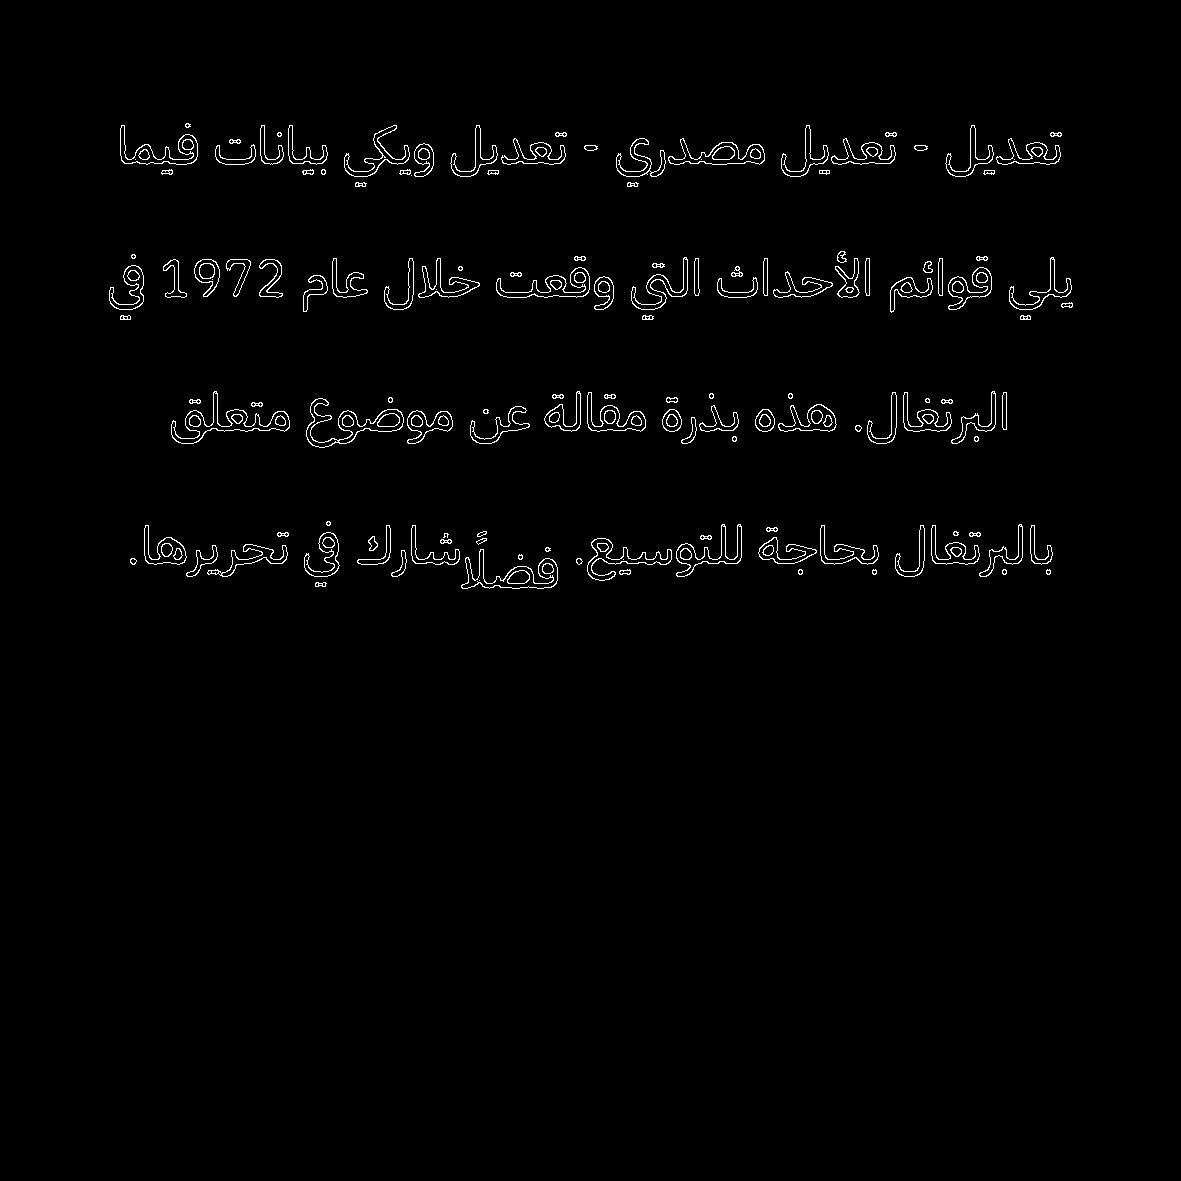 تعديل - تعديل مصدري - تعديل ويكي بيانات فيما
يلي قوائم الأحداث التي وقعت خلال عام 1972 في
البرتغال. هذه بذرة مقالة عن موضوع متعلق
بالبرتغال بحاجة للتوسيع. فضلًا شارك في تحريرها.